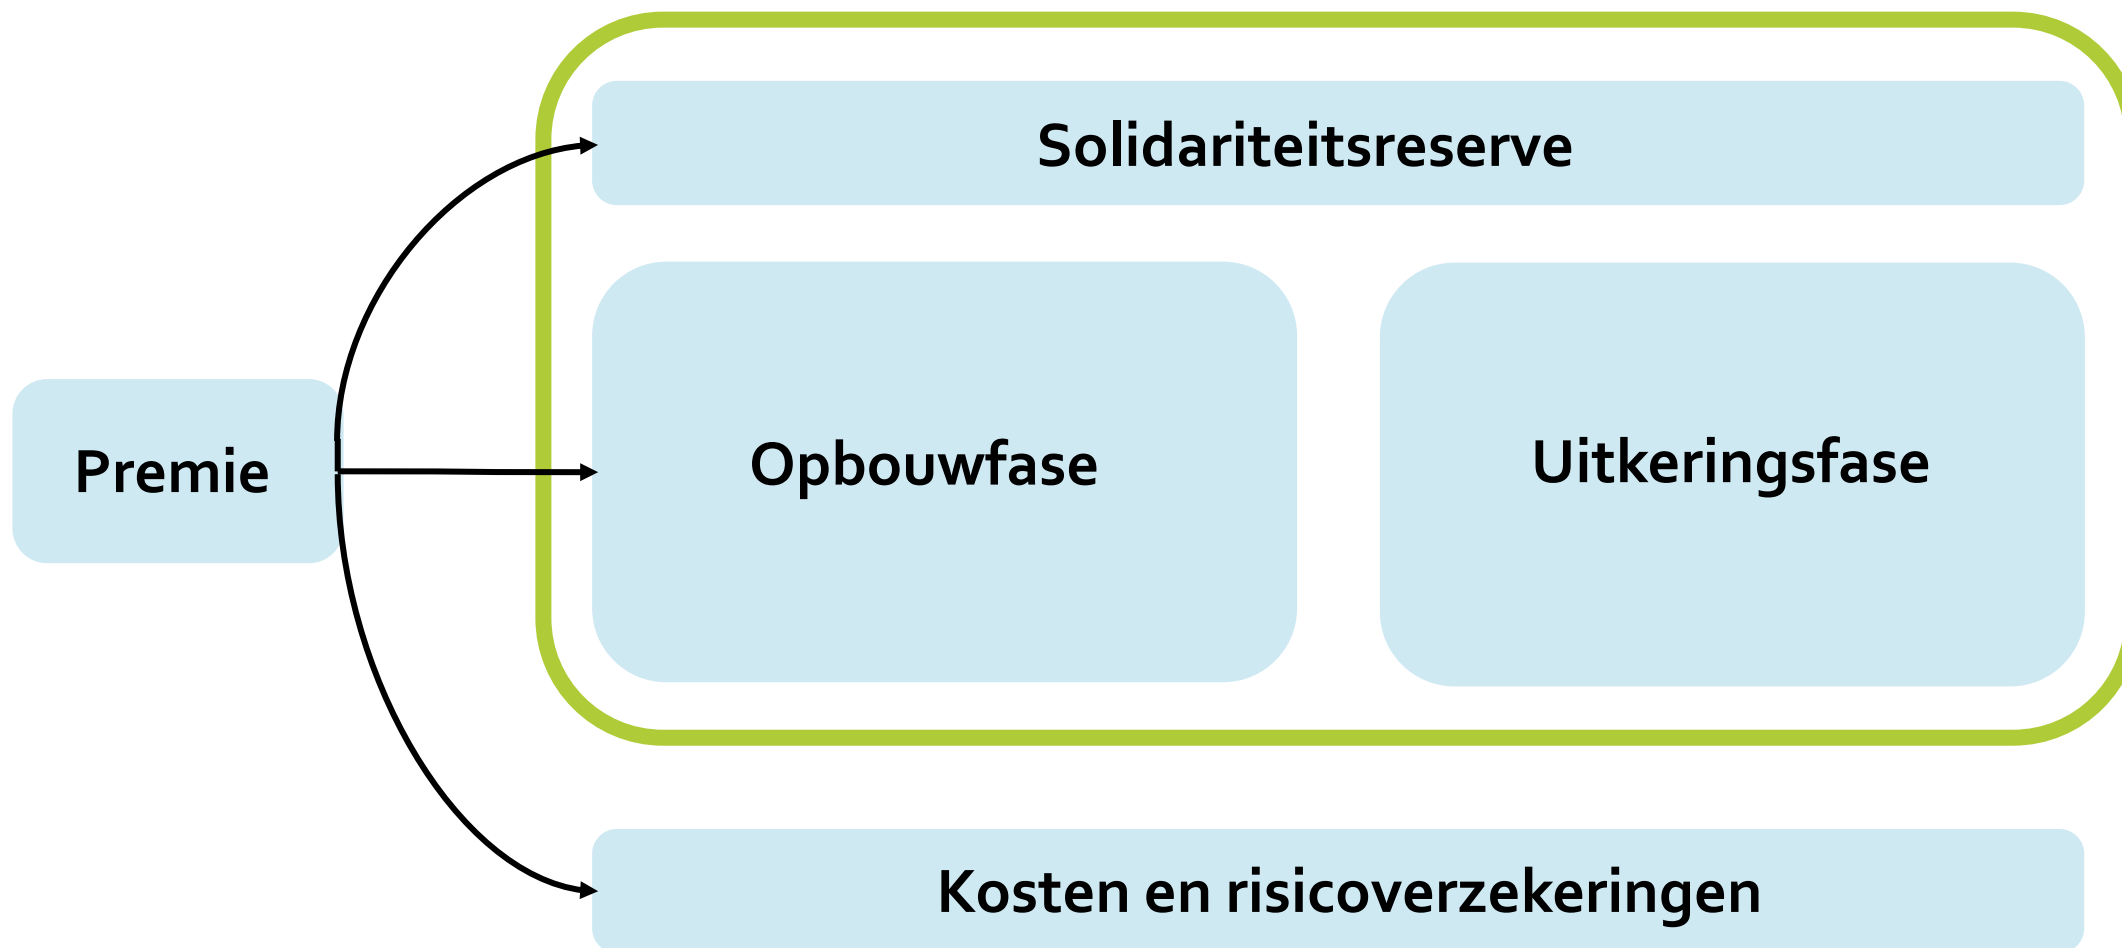 Solidariteitsreserve
Premie
Opbouwfase
Uitkeringsfase
Kosten en risicoverzekeringen